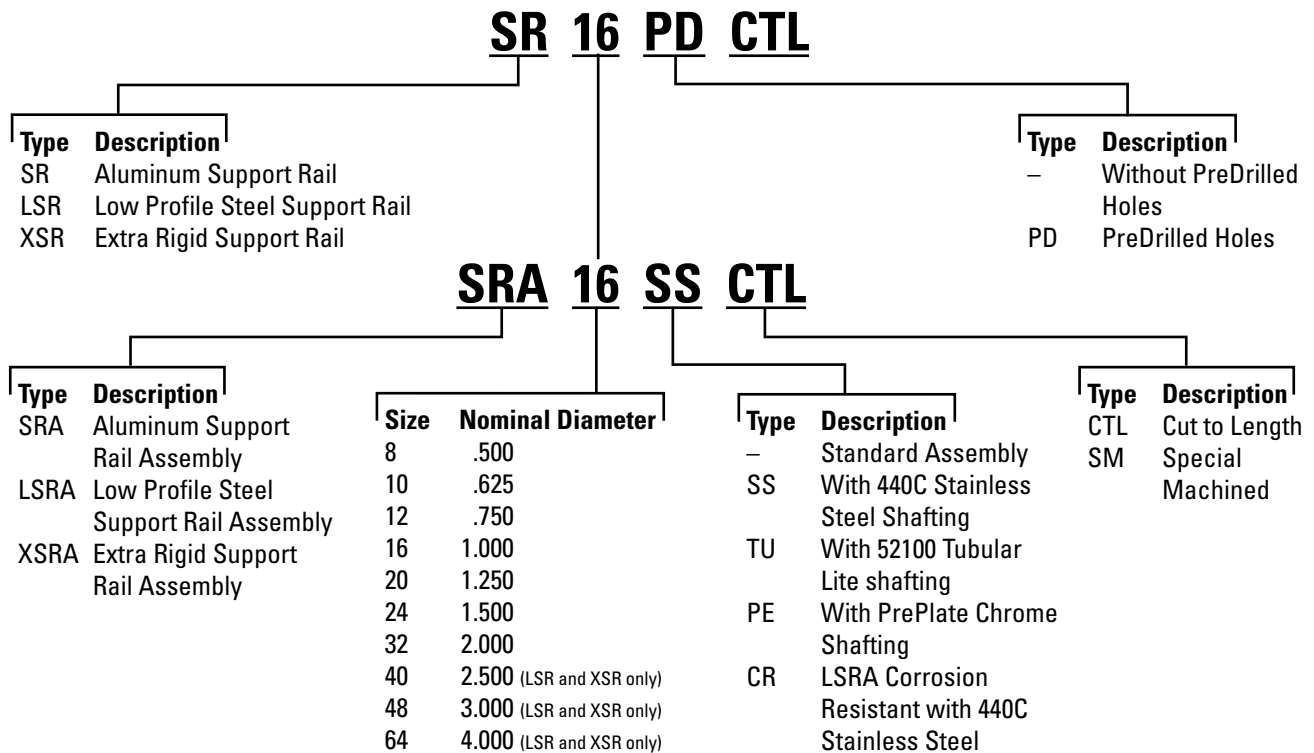 SR 16 PD CTL
Type Description
SR Aluminum Support Rail
LSR Low Profile Steel Support Rail
XSR Extra Rigid Support Rail
Type Description
– Without PreDrilled
Holes
PD PreDrilled Holes
SRA 16 SS CTL
Type Description
SRA Aluminum Support
Rail Assembly
LSRA Low Profile Steel
Support Rail Assembly
XSRA Extra Rigid Support
Rail Assembly
Size Nominal Diameter
8 .500
10 .625
12 .750
16 1.000
20 1.250
24 1.500
32 2.000
40 2.500 (LSR and XSR only)
48 3.000 (LSR and XSR only)
64 4.000 (LSR and XSR only)
Type Description
– Standard Assembly
SS With 440C Stainless
Steel Shafting
TU With 52100 Tubular
Lite shafting
PE With PrePlate Chrome
Shafting
CR LSRA Corrosion
Resistant with 440C
Stainless Steel
Type Description
CTL Cut to Length
SM Special
Machined